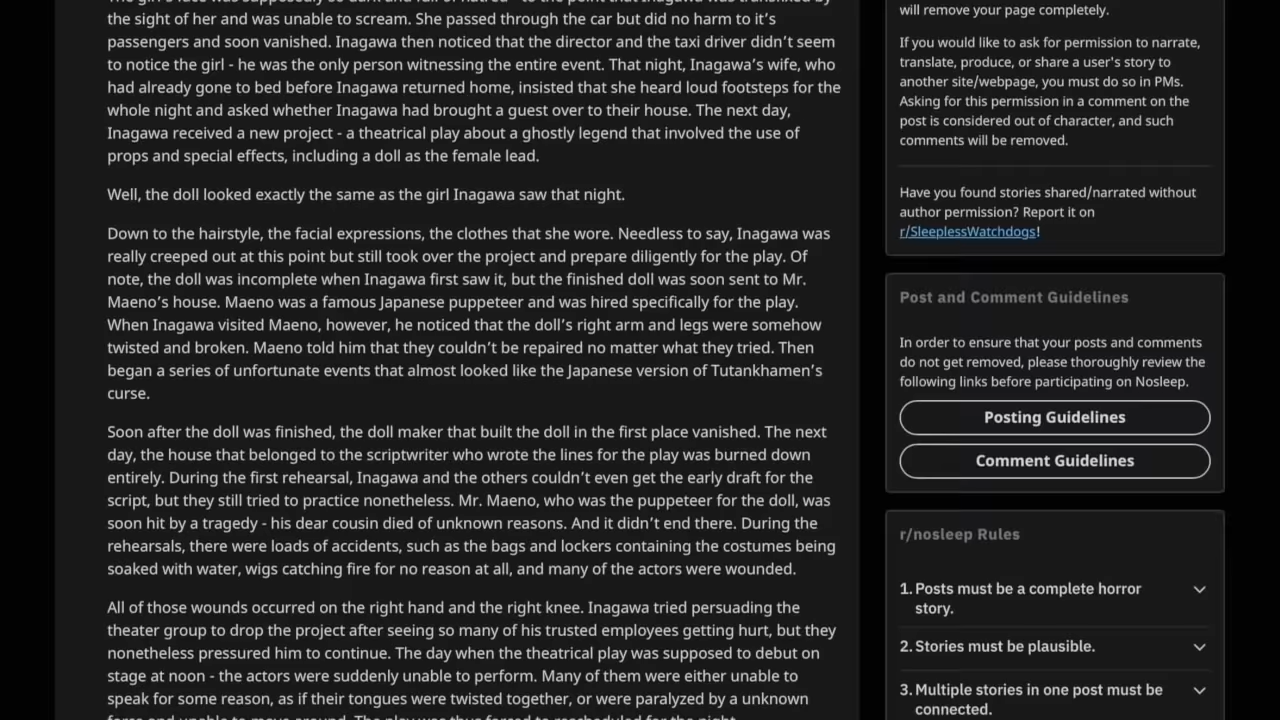 the sight of her and was unable to scream. She passed through the car but did no harm to it's
passengers and soon vanished. Inagawa then noticed that the director and the taxi driver didn't seem
to notice the girl - he was the only person witnessing the entire event. That night, Inagawa's wife, who
had already gone to bed before Inagawa returned home, insisted that she heard loud footsteps for the
whole night and asked whether Inagawa had brought a guest over to their house. The next day,
Inagawa received a new project - a theatrical play about a ghostly legend that involved the use of
props and special effects, including a doll as the female lead.
Well, the doll looked exactly the same as the girl Inagawa saw that night.
Down to the hairstyle, the facial expressions, the clothes that she wore. Needless to say, Inagawa was
really creeped out at this point but still took over the project and prepare diligently for the play. Of
note, the doll was incomplete when Inagawa first saw it, but the finished doll was soon sent to Mr.
Maeno's house. Maeno was a famous Japanese puppeteer and was hired specifically for the play.
When Inagawa visited Maeno, however, he noticed that the doll's right arm and legs were somehow
twisted and broken. Maeno told him that they couldn't be repaired no matter what they tried. Then
began a series of unfortunate events that almost looked like the Japanese version of Tutankhamen's
curse.
Soon after the doll was finished, the doll maker that built the doll in the first place vanished. The next
day, the house that belonged to the scriptwriter who wrote the lines for the play was burned down
entirely. During the first rehearsal, Inagawa and the others couldn't even get the early draft for the
script, but they still tried to practice nonetheless. Mr. Maeno, who was the puppeteer for the doll, was
soon hit by a tragedy - his dear cousin died of unknown reasons. And it didn't end there. During the
rehearsals, there were loads of accidents, such as the bags and lockers containing the costumes being
soaked with water, wigs catching fire for no reason at all, and many of the actors were wounded.
All of those wounds occurred on the right hand and the right knee. Inagawa tried persuading the
theater group to drop the project after seeing so many of his trusted employees getting hurt, but they
nonetheless pressured him to continue. The day when the theatrical play was supposed to debut on
stage at noon - the actors were suddenly unable to perform. Many of them were either unable to
speak for some reason, as if their tongues were twisted together, or were paralyzed by a unknown
will remove your page completely.
If you would like to ask for permission to narrate,
translate, produce, or share a user's story to
another site/webpage, you must do so in PMs.
Asking for this permission in a comment on the
post is considered out of character, and such
comments will be removed.
Have you found stories shared/narrated without
author permission? Report it on
r/SleeplessWatchdogs!
Post and Comment Guidelines
In order to ensure that your posts and comments
do not get removed, please thoroughly review the
following links before participating on Nosleep.
Posting Guidelines
Comment Guidelines
r/nosleep Rules
1. Posts must be a complete horror
story.
2. Stories must be plausible.
3. Multiple stories in one post must be
connected.